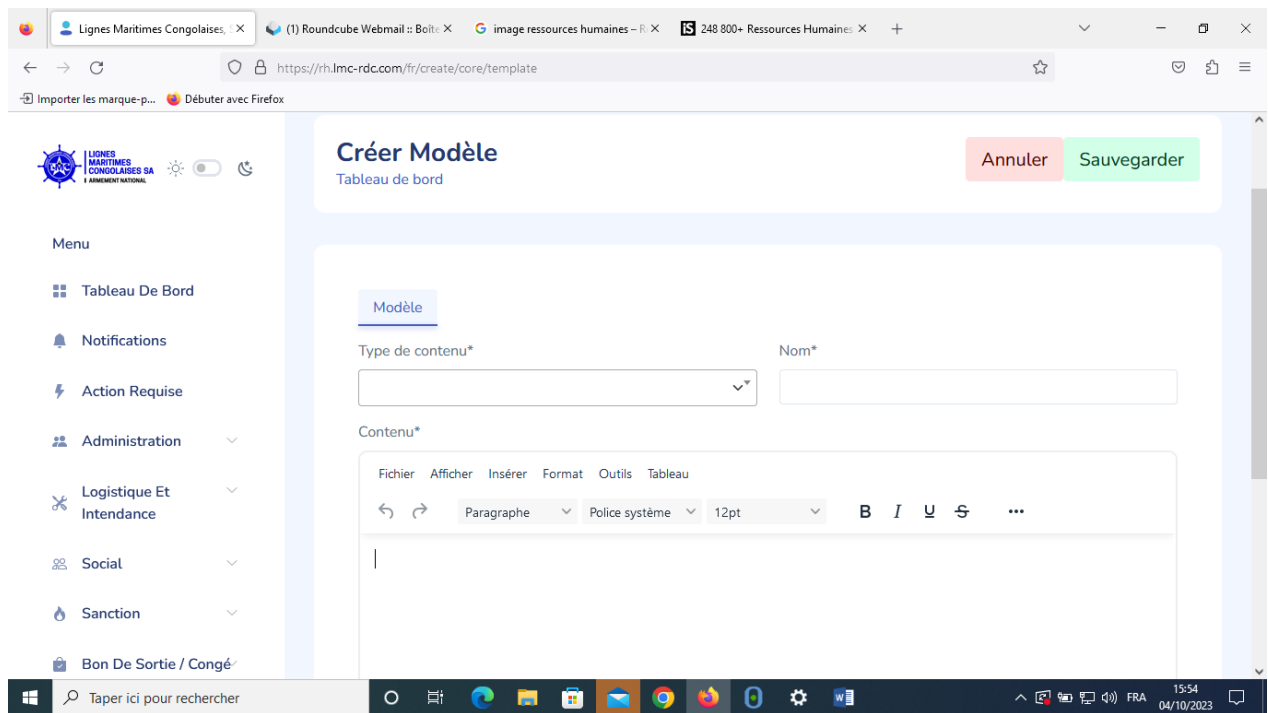 Lignes Maritimes Congolaises, S
(1) Roundcube Webmail :: Boîte
image ressources humaines – R
iS 248 800+ Ressources Humaines
https://rh.lmc-rdc.com/fr/create/core/template
Importer les marque-p...
Débuter avec Firefox
LIGNES
MARITIMES
CONGOLAISES SA
ARMEMENT NATIONAL
Créer Modèle
Tableau de bord
Annuler
Sauvegarder
Menu
Tableau De Bord
Notifications
Action Requise
Administration
Logistique Et
Intendance
Social
Sanction
Bon De Sortie / Congé
Modèle
Type de contenu*
Nom*
Contenu*
Fichier Afficher Insérer Format Outils Tableau
Paragraphe Police système 12pt B I U S
Taper ici pour rechercher
FRA
15:54
04/10/2023